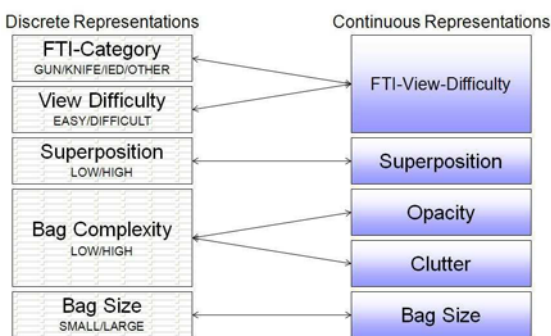 Discrete Representations
FTI-Category
GUN/KNIFE/IED/OTHER
View Difficulty
EASY/DIFFICULT
Superposition
LOW/HIGH
Bag Complexity
LOW/HIGH
Bag Size
SMALL/LARGE
Continuous Representations
FTI-View-Difficulty
Superposition
Opacity
Clutter
Bag Size